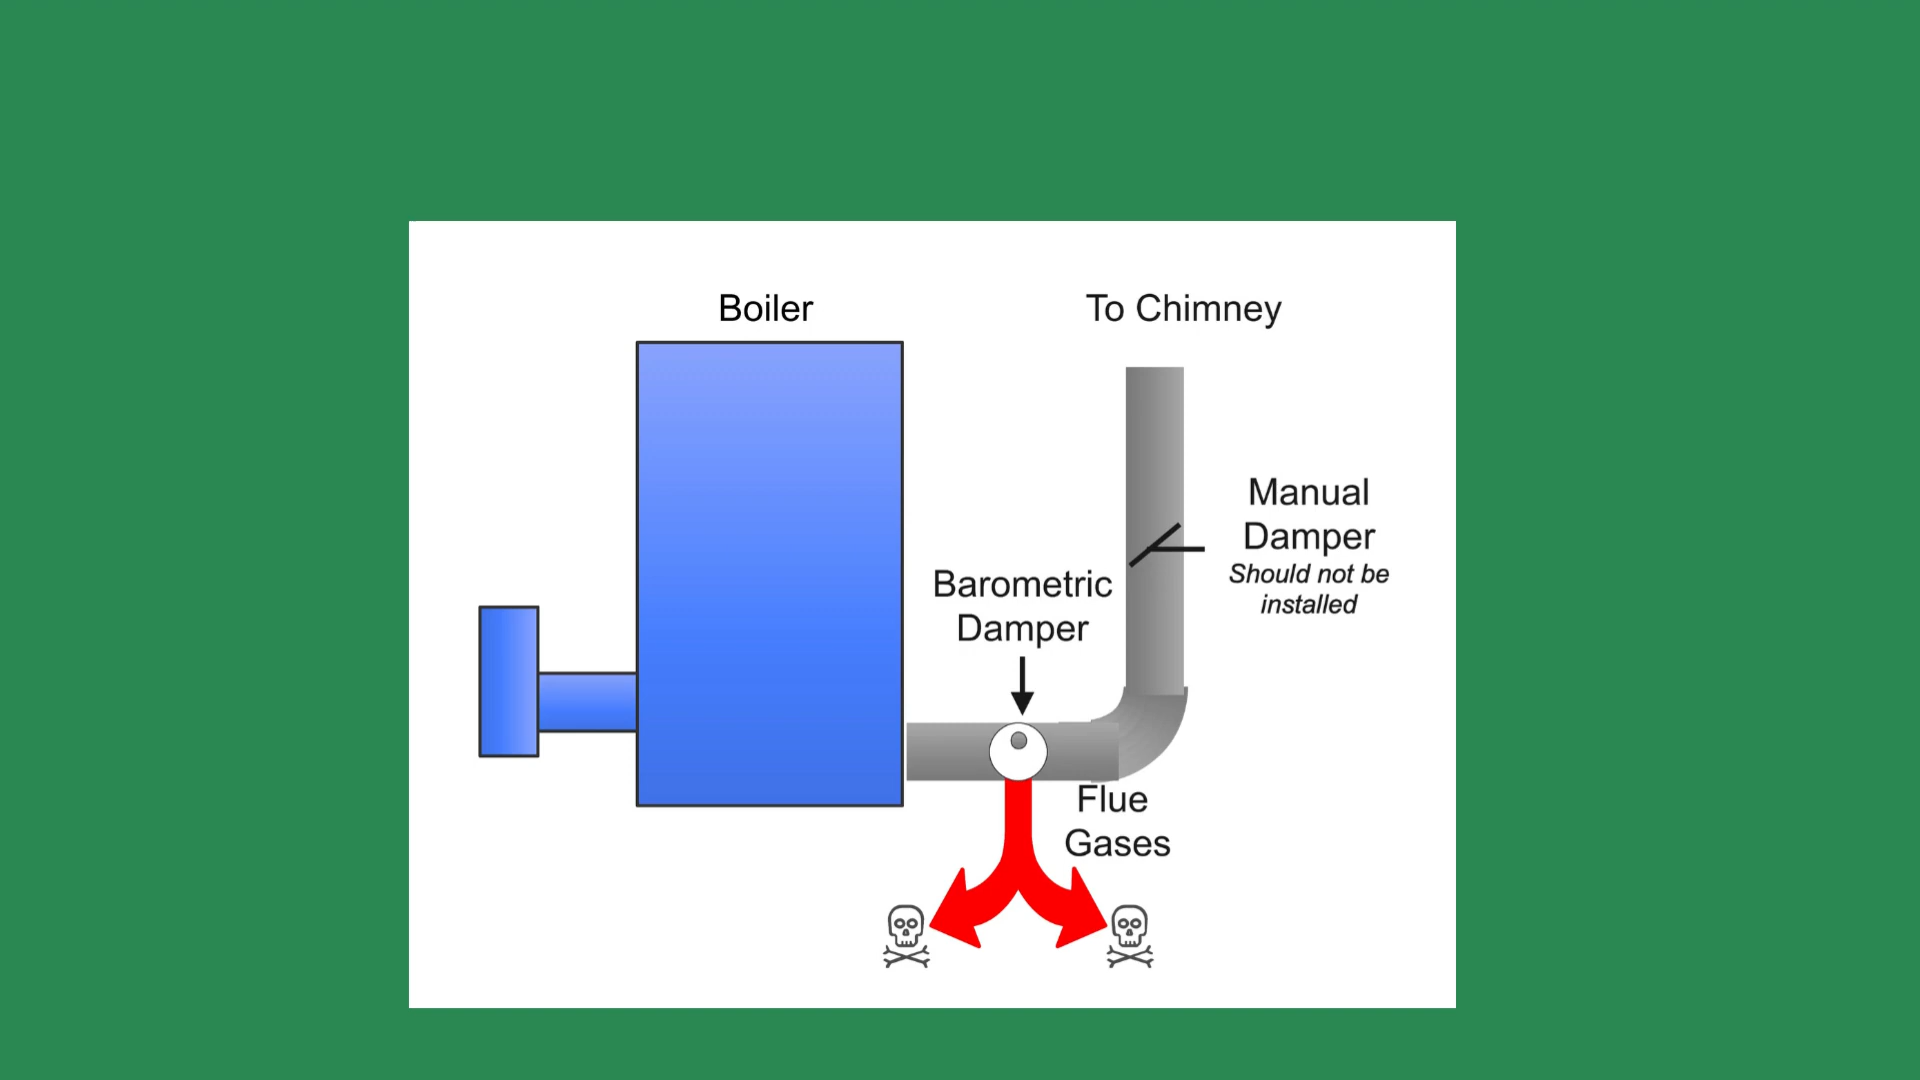 Boiler
To Chimney
Manual
Damper
Should not be
installed
Barometric
Damper
Flue
Gases